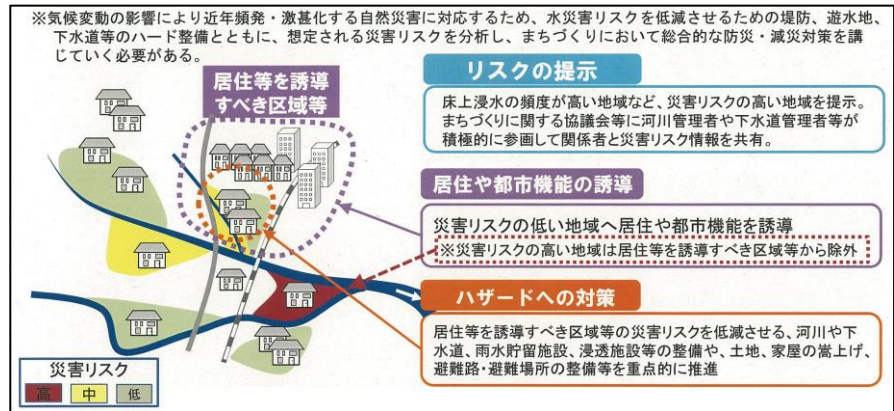 ※気候変動の影響により近年頻発・激甚化する自然災害に対応するため、水災害リスクを低減させるための堤防、遊水地、
下水道等のハード整備とともに、想定される災害リスクを分析し、まちづくりにおいて総合的な防災・減災対策を講
じていく必要がある。
居住等を誘導
すべき区域等
リスクの提示
床上浸水の頻度が高い地域など、災害リスクの高い地域を提示。
まちづくりに関する協議会等に河川管理者や下水道管理者等が
積極的に参画して関係者と災害リスク情報を共有。
居住や都市機能の誘導
災害リスクの低い地域へ居住や都市機能を誘導
※災害リスクの高い地域は居住等を誘導すべき区域等から除外
ハザードへの対策
居住等を誘導すべき区域等の災害リスクを低減させる、河川や下
水道、雨水貯留施設、浸透施設等の整備や、土地、家屋の嵩上げ、
避難路・避難場所の整備等を重点的に推進
災害リスク
高 中 低